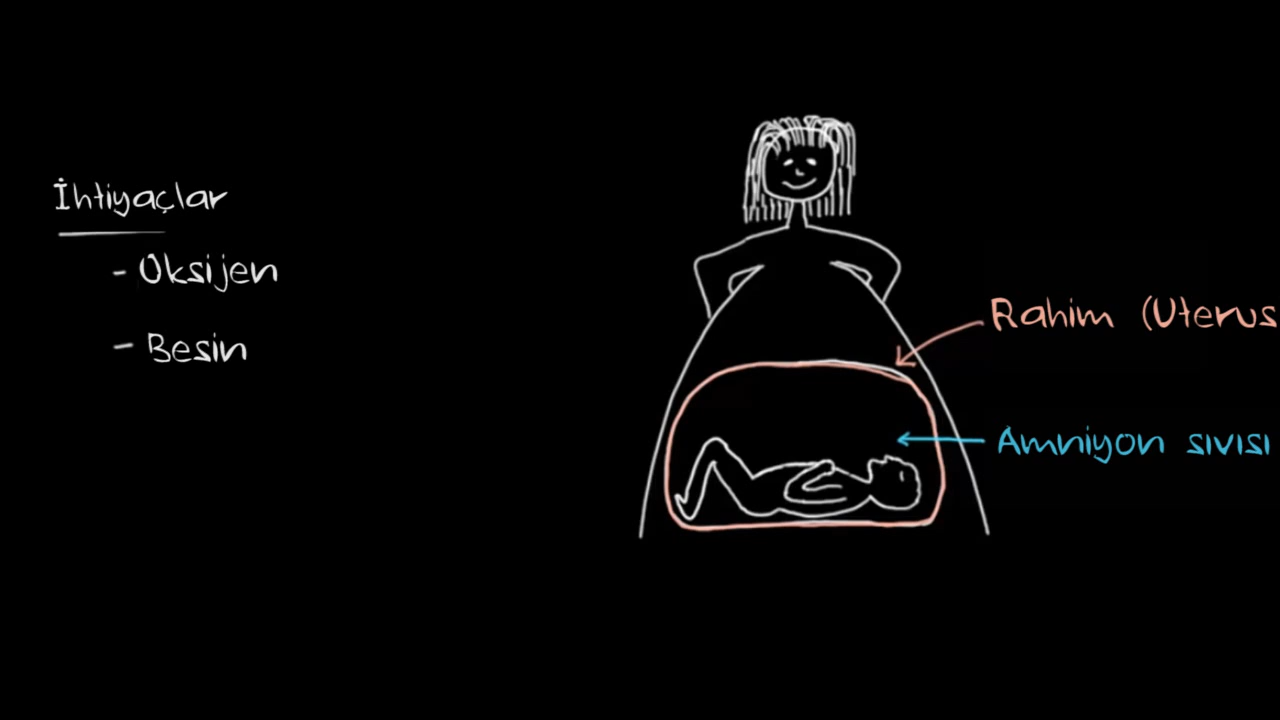 İhtiyaçlar
- Oksijen
- Besin
Rahim (Uterus
Amniyon sıvısı